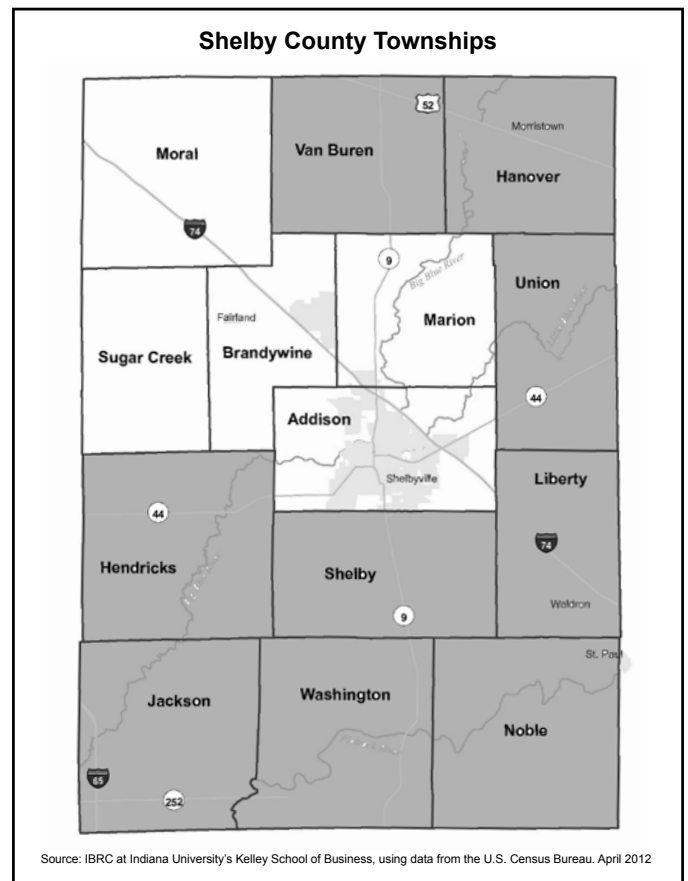 Shelby County Townships
52
Morristown
Moral
Van Buren
Hanover
74
9
Big Blue River
Union
Fairland
Marion
Sugar Creek
Brandywine
44
Addison
Shelbyville
Liberty
44
74
Hendricks
Shelby
Waldron
9
St. Paul
Jackson
Washington
Noble
65
252
Source: IBRC at Indiana University's Kelley School of Business, using data from the U.S. Census Bureau. April 2012